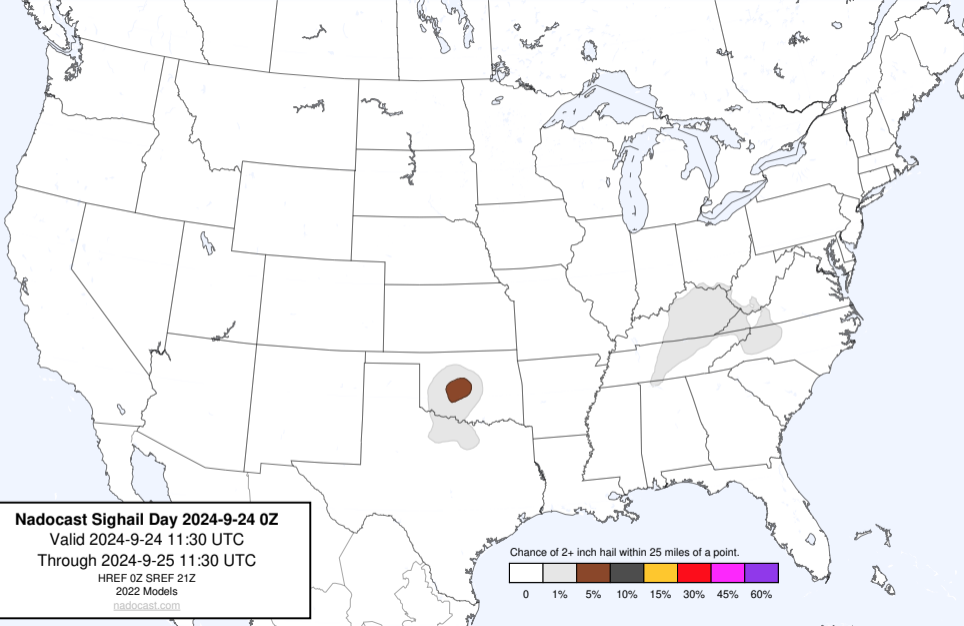 Nadocast Sighail Day 2024-9-24 0Z
Valid 2024-9-24 11:30 UTC
Through 2024-9-25 11:30 UTC
HREF 0Z SREF 21Z
2022 Models
nadocast.com
Chance of 2+ inch hail within 25 miles of a point.
0 1% 5% 10% 15% 30% 45% 60%